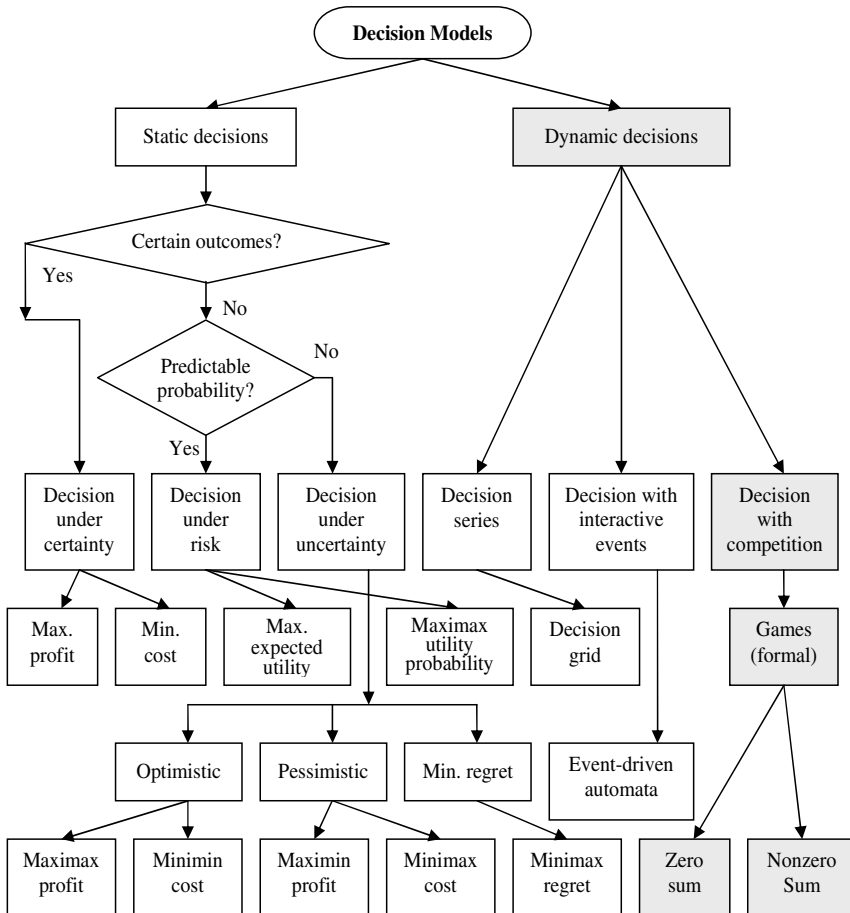 Decision Models
Static decisions
Dynamic decisions
Certain outcomes?
Yes
No
Predictable
probability?
No
Yes
Decision
under
certainty
Decision
under
risk
Decision
under
uncertainty
Decision
series
Decision with
interactive
events
Decision
with
competition
Max.
profit
Min.
cost
Max.
expected
utility
Maximax
utility
probability
Decision
grid
Games
(formal)
Optimistic
Pessimistic
Min. regret
Event-driven
automata
Maximax
profit
Minimin
cost
Maximin
profit
Minimax
cost
Minimax
regret
Zero
sum
Nonzero
Sum